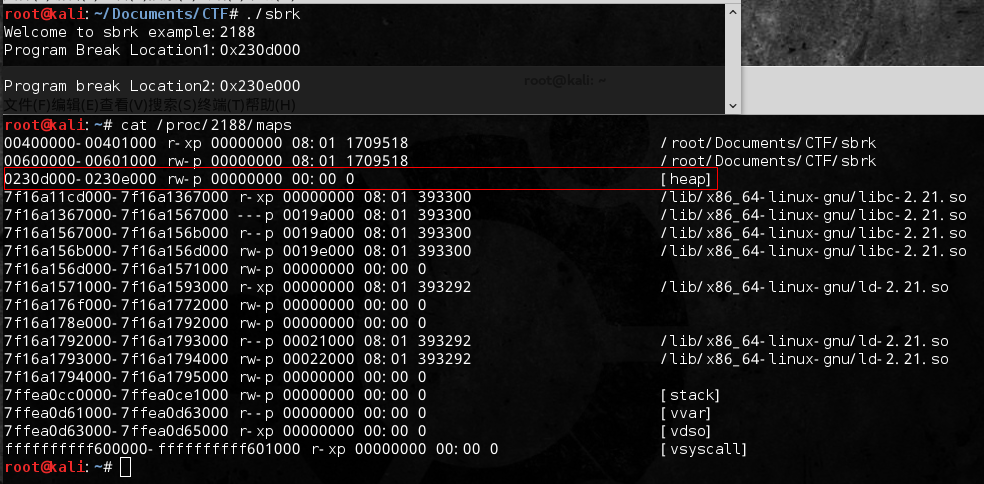 root@kali:~/Documents/CTF# ./sbrk
Welcome to sbrk example:2188
Program Break Location1:0x230d000
Program break Location2:0x230e000
root@kali: ~
文件(F)编辑(E)查看(V)搜索(S)终端(T)帮助(H)
root@kali:~# cat /proc/2188/maps
00400000-00401000 r-xp 00000000 08:01 1709518 /root/Documents/CTF/sbrk
00600000-00601000 rw-p 00000000 08:01 1709518 /root/Documents/CTF/sbrk
0230d000-0230e000 rw-p 00000000 00:00 0 [heap]
7f16a11cd000-7f16a1367000 r-xp 00000000 08:01 393300 /lib/x86_64-linux-gnu/libc-2.21.so
7f16a1367000-7f16a1567000 ---p 0019a000 08:01 393300 /lib/x86_64-linux-gnu/libc-2.21.so
7f16a1567000-7f16a156b000 r--p 0019a000 08:01 393300 /lib/x86_64-linux-gnu/libc-2.21.so
7f16a156b000-7f16a156d000 rw-p 0019e000 08:01 393300 /lib/x86_64-linux-gnu/libc-2.21.so
7f16a156d000-7f16a1571000 rw-p 00000000 00:00 0
7f16a1571000-7f16a1593000 r-xp 00000000 08:01 393292 /lib/x86_64-linux-gnu/ld-2.21.so
7f16a176f000-7f16a1772000 rw-p 00000000 00:00 0
7f16a178e000-7f16a1792000 rw-p 00000000 00:00 0
7f16a1792000-7f16a1793000 r--p 00021000 08:01 393292 /lib/x86_64-linux-gnu/ld-2.21.so
7f16a1793000-7f16a1794000 rw-p 00022000 08:01 393292 /lib/x86_64-linux-gnu/ld-2.21.so
7f16a1794000-7f16a1795000 rw-p 00000000 00:00 0
7ffea0cc0000-7ffea0ce1000 rw-p 00000000 00:00 0 [stack]
7ffea0d61000-7ffea0d63000 r--p 00000000 00:00 0 [vvar]
7ffea0d63000-7ffea0d65000 r-xp 00000000 00:00 0 [vdso]
ffffffffff600000-ffffffffff601000 r-xp 00000000 00:00 0 [vsyscall]
root@kali:~#